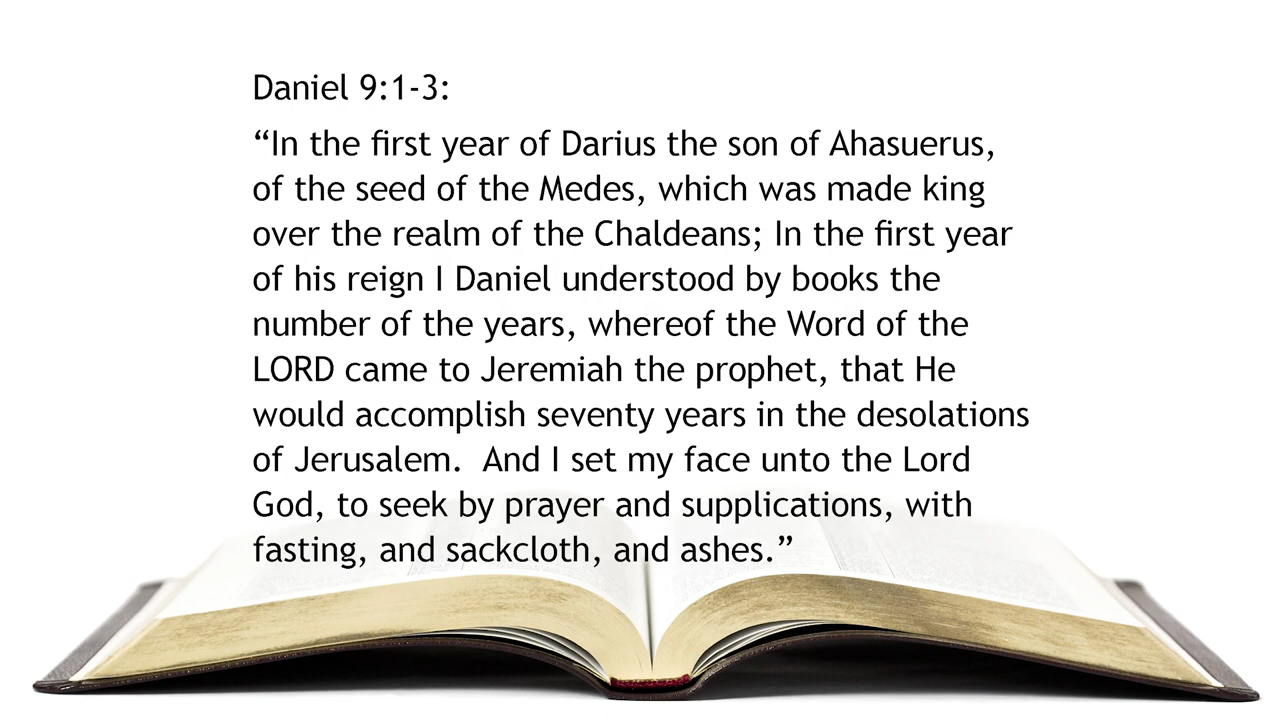 Daniel 9:1-3:
“In the first year of Darius the son of Ahasuerus,
of the seed of the Medes, which was made king
over the realm of the Chaldeans; In the first year
of his reign I Daniel understood by books the
number of the years, whereof the Word of the
LORD came to Jeremiah the prophet, that He
would accomplish seventy years in the desolations
of Jerusalem.  And I set my face unto the Lord
God, to seek by prayer and supplications, with
fasting, and sackcloth, and ashes.”